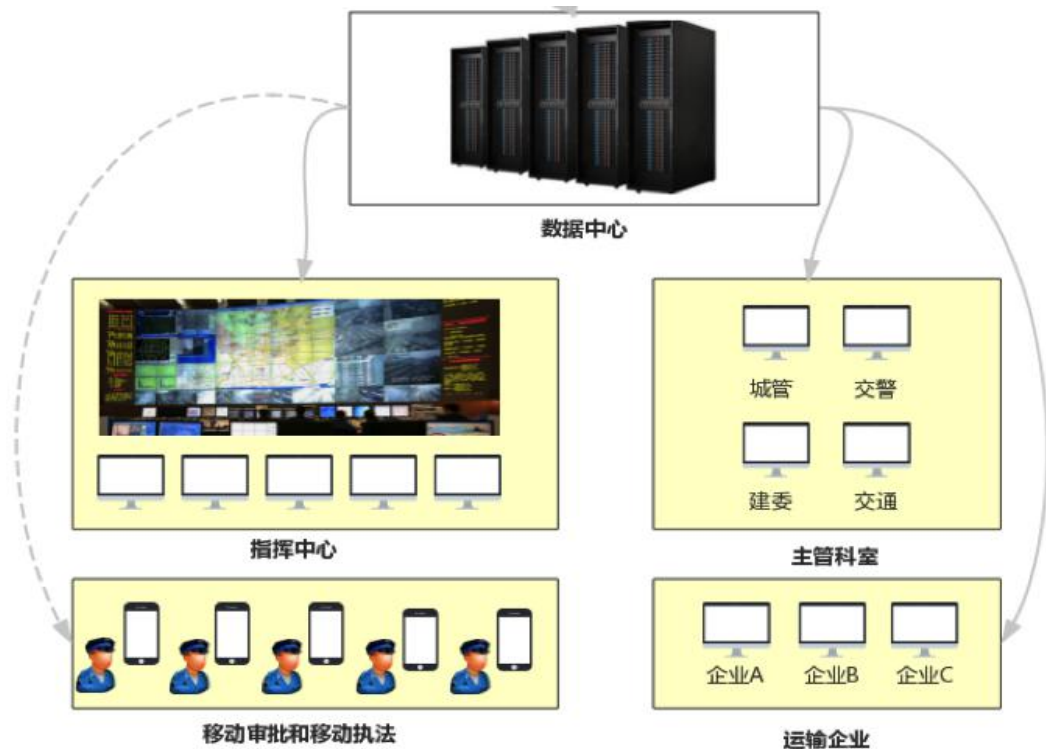 数据中心
城管
交警
建委
交通
指挥中心
主管科室
企业A
企业B
企业C
移动审批和移动执法
运输企业